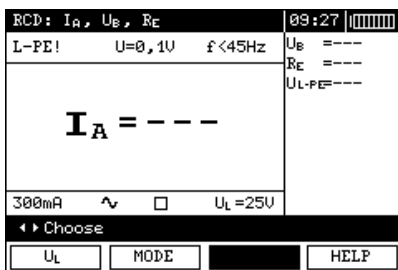 RCD: IA, UB, RE 09:27
L-PE! U=0,1V f<45Hz
UB =---
RE =---
UL-PE=---
IA = ---
300mA ∿ □ UL=25V
◂ ▸ Choose
UL MODE HELP